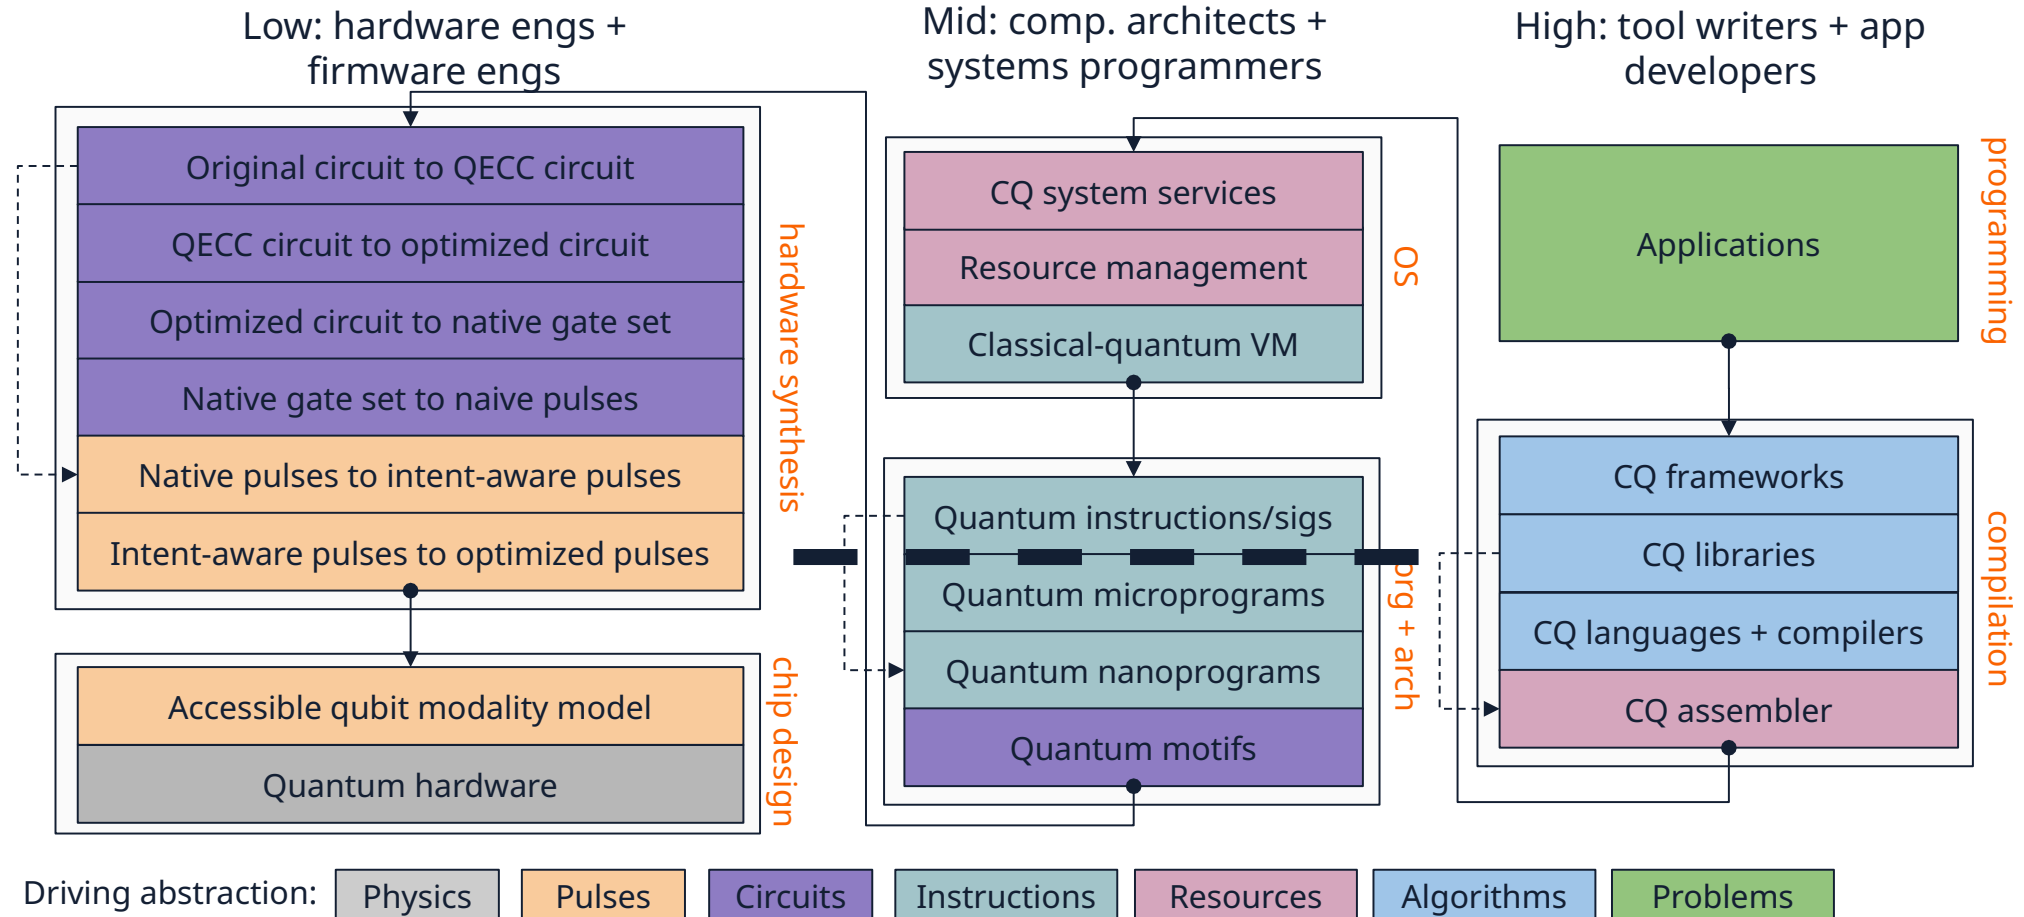 Low: hardware engs +
firmware engs
Original circuit to QECC circuit
QECC circuit to optimized circuit
Optimized circuit to native gate set
Native gate set to naive pulses
Native pulses to intent-aware pulses
Intent-aware pulses to optimized pulses
hardware synthesis
Accessible qubit modality model
Quantum hardware
chip design
Mid: comp. architects +
systems programmers
CQ system services
Resource management
Classical-quantum VM
OS
Quantum instructions/sigs
Quantum microprograms
Quantum nanoprograms
Quantum motifs
org + arch
High: tool writers + app
developers
Applications
programming
CQ frameworks
CQ libraries
CQ languages + compilers
CQ assembler
compilation
Driving abstraction:
Physics
Pulses
Circuits
Instructions
Resources
Algorithms
Problems